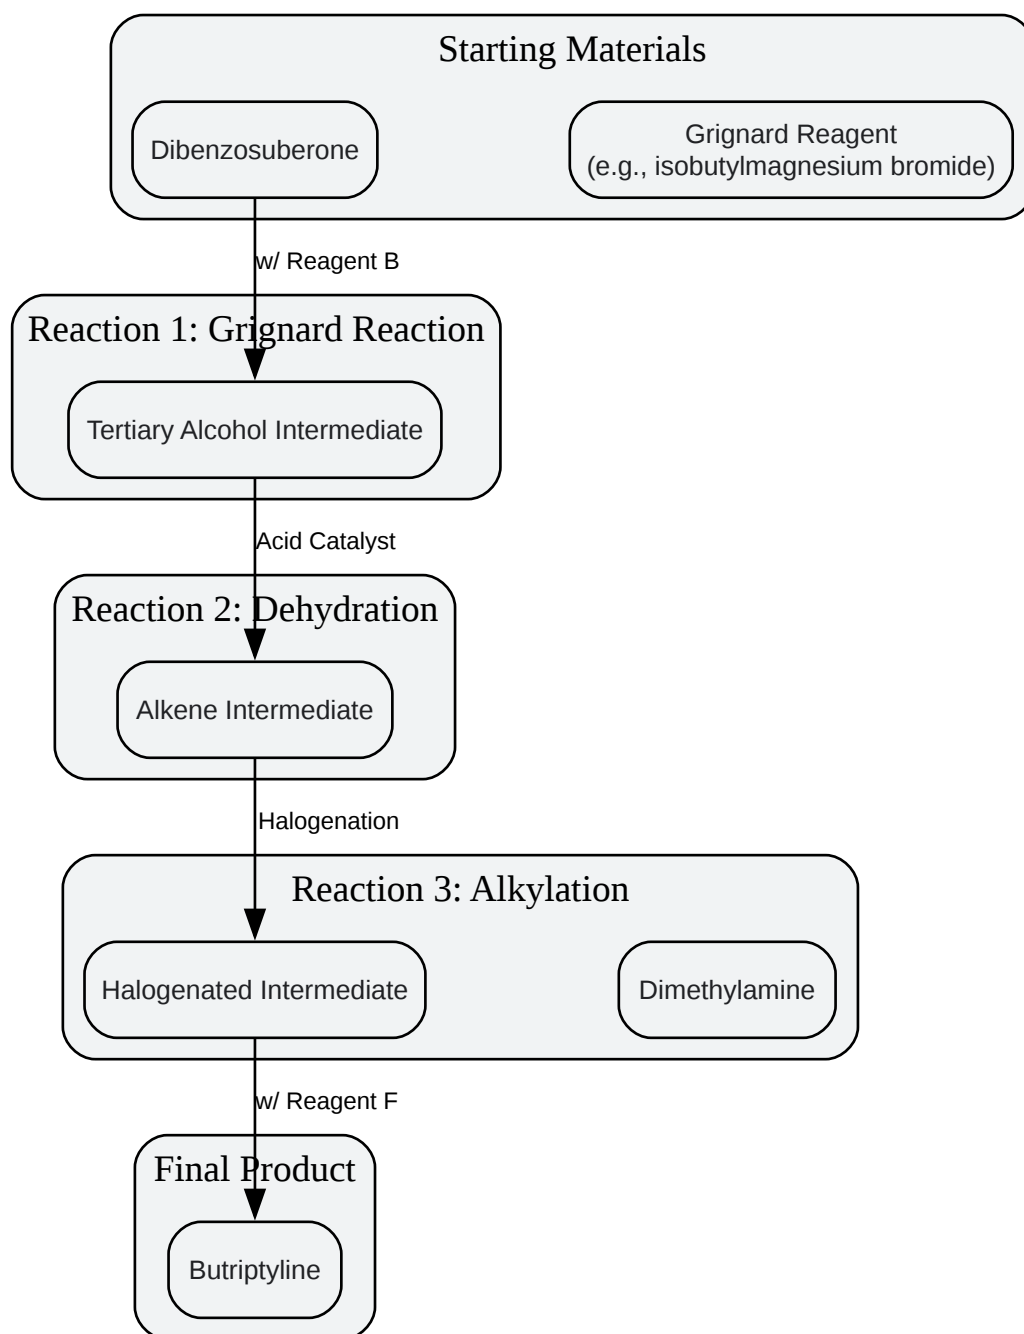 Starting Materials
Dibenzosuberone
Grignard Reagent
(e.g., isobutylmagnesium bromide)
w/ Reagent B
Reaction 1: Grignard Reaction
Tertiary Alcohol Intermediate
Acid Catalyst
Reaction 2: Dehydration
Alkene Intermediate
Halogenation
Reaction 3: Alkylation
Halogenated Intermediate
Dimethylamine
w/ Reagent F
Final Product
Butriptyline